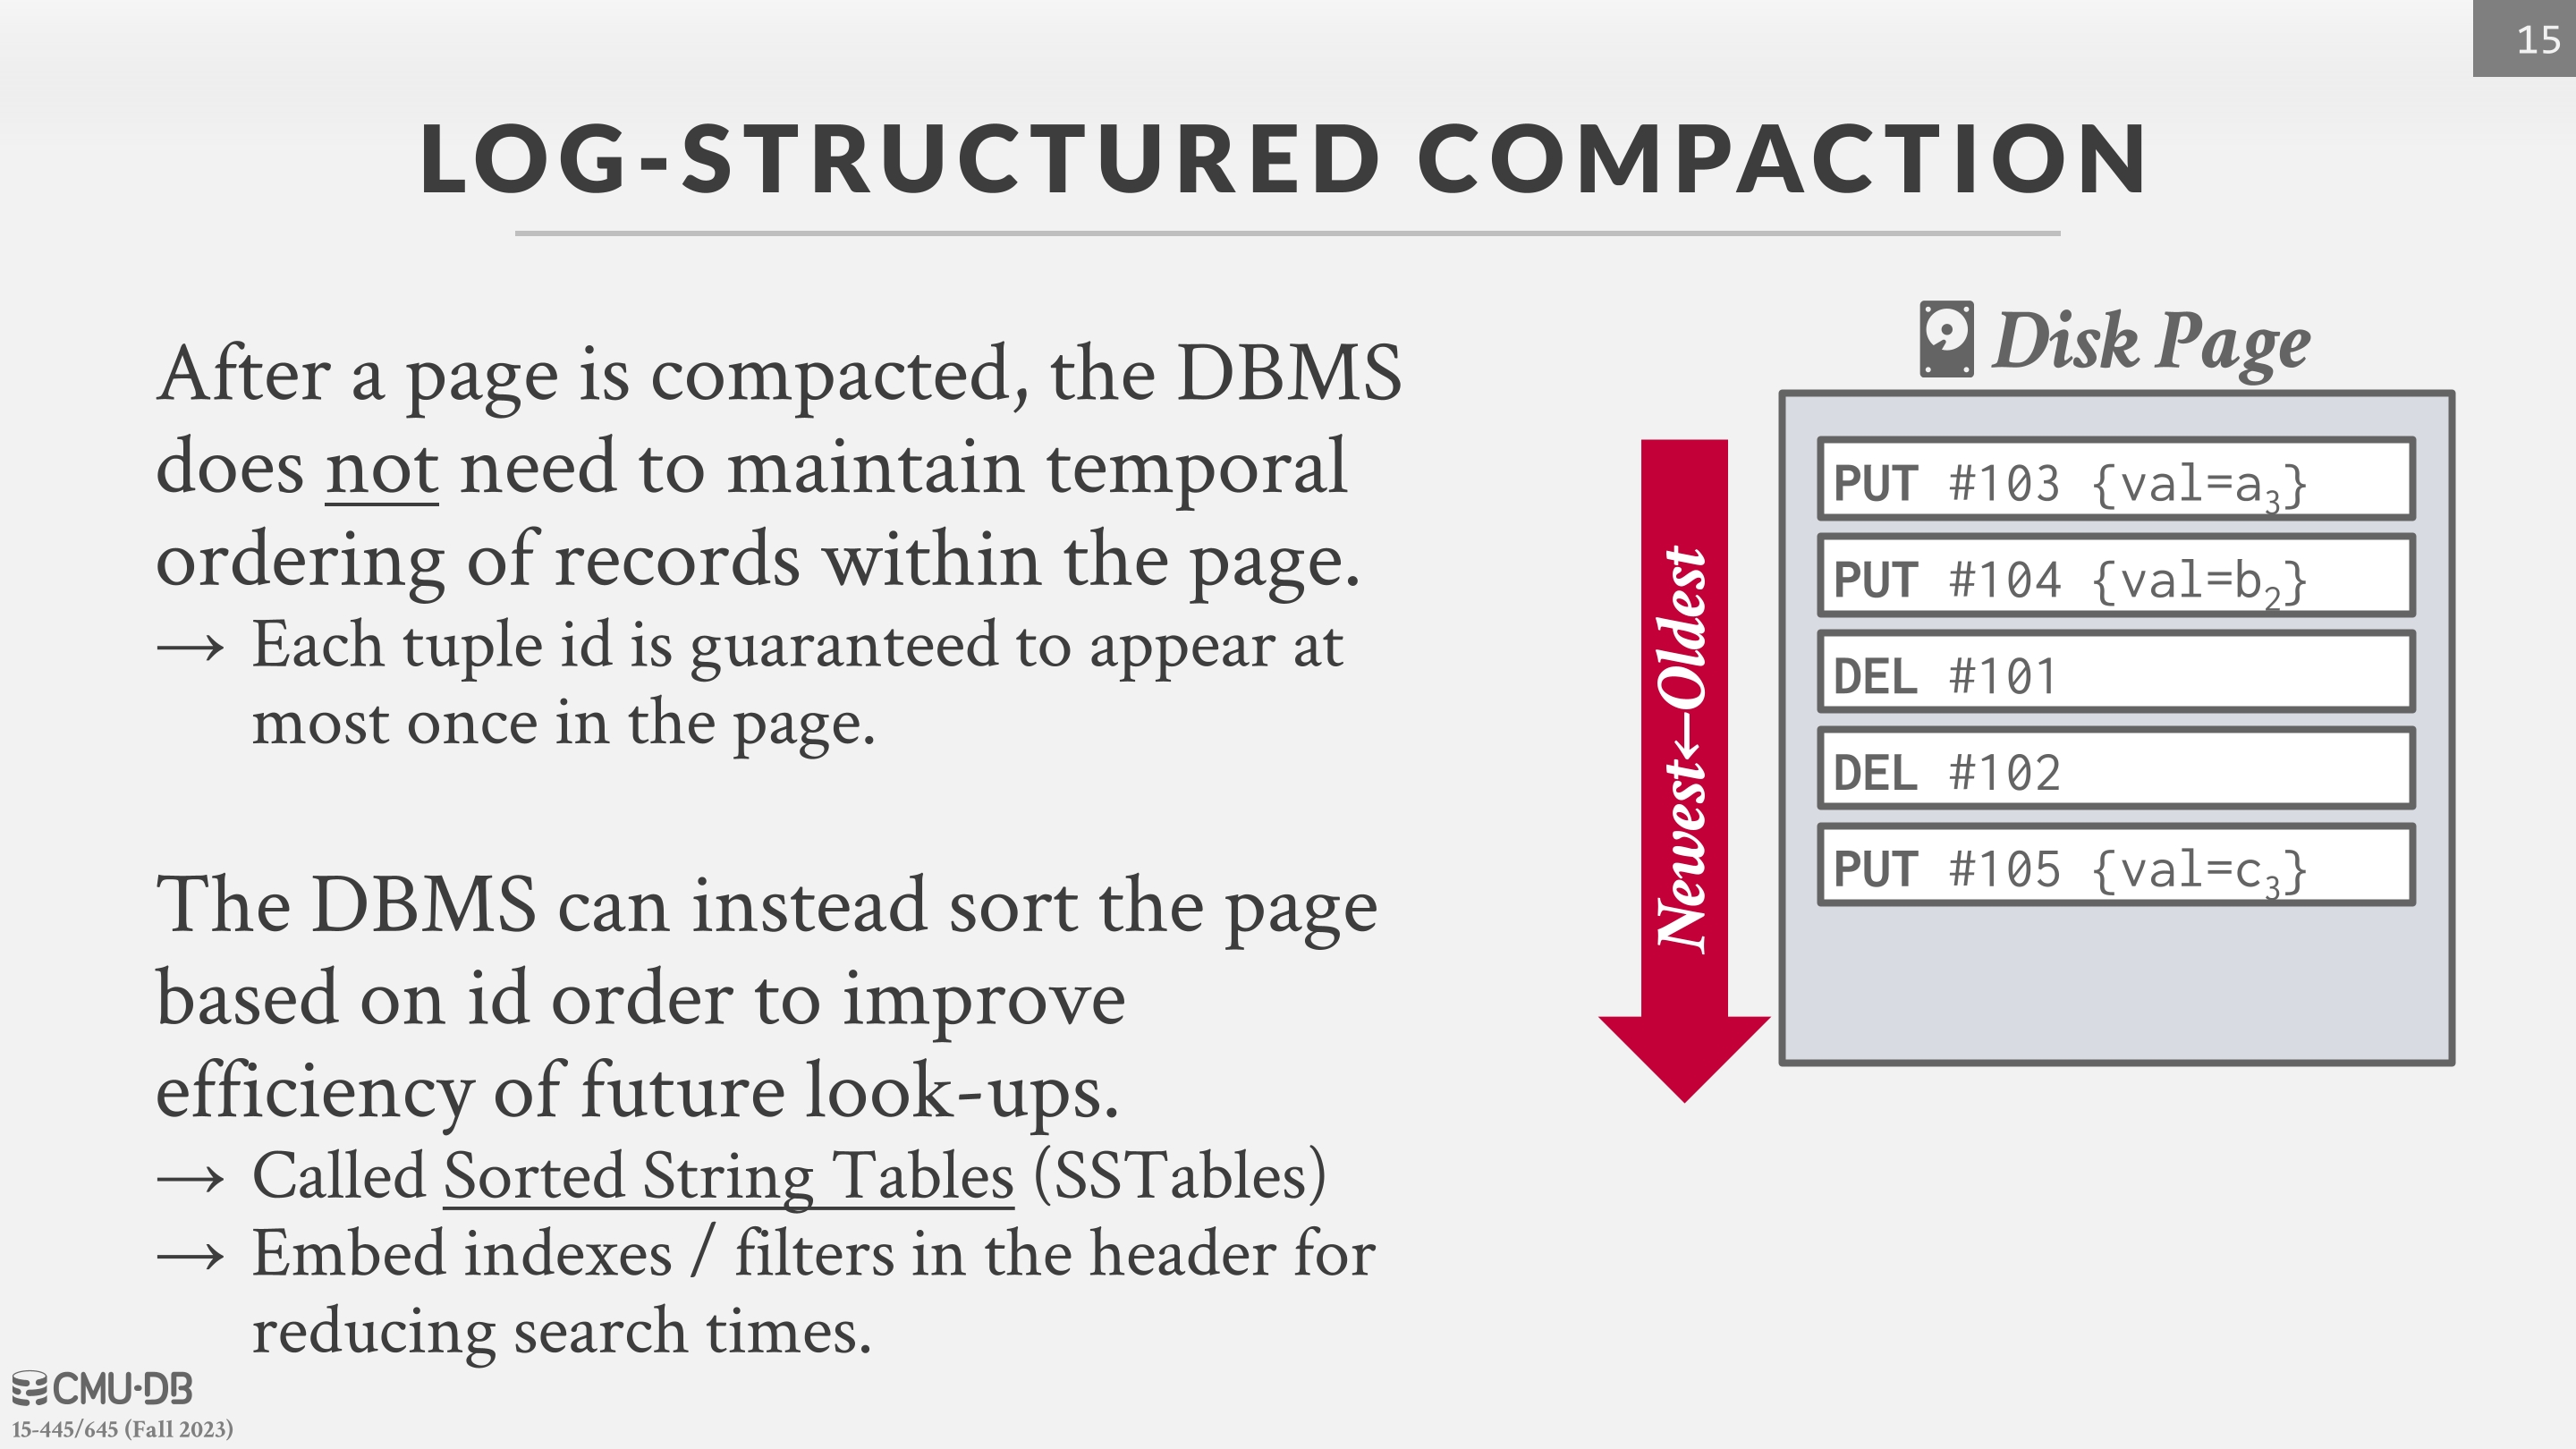 15
LOG-STRUCTURED COMPACTION
After a page is compacted, the DBMS
does not need to maintain temporal
ordering of records within the page.
→ Each tuple id is guaranteed to appear at
most once in the page.
The DBMS can instead sort the page
based on id order to improve
efficiency of future look-ups.
→ Called Sorted String Tables (SSTables)
→ Embed indexes / filters in the header for
reducing search times.
Disk Page
Newest←Oldest
PUT #103 {val=a₃}
PUT #104 {val=b₂}
DEL #101
DEL #102
PUT #105 {val=c₃}
CMU·DB
15-445/645 (Fall 2023)